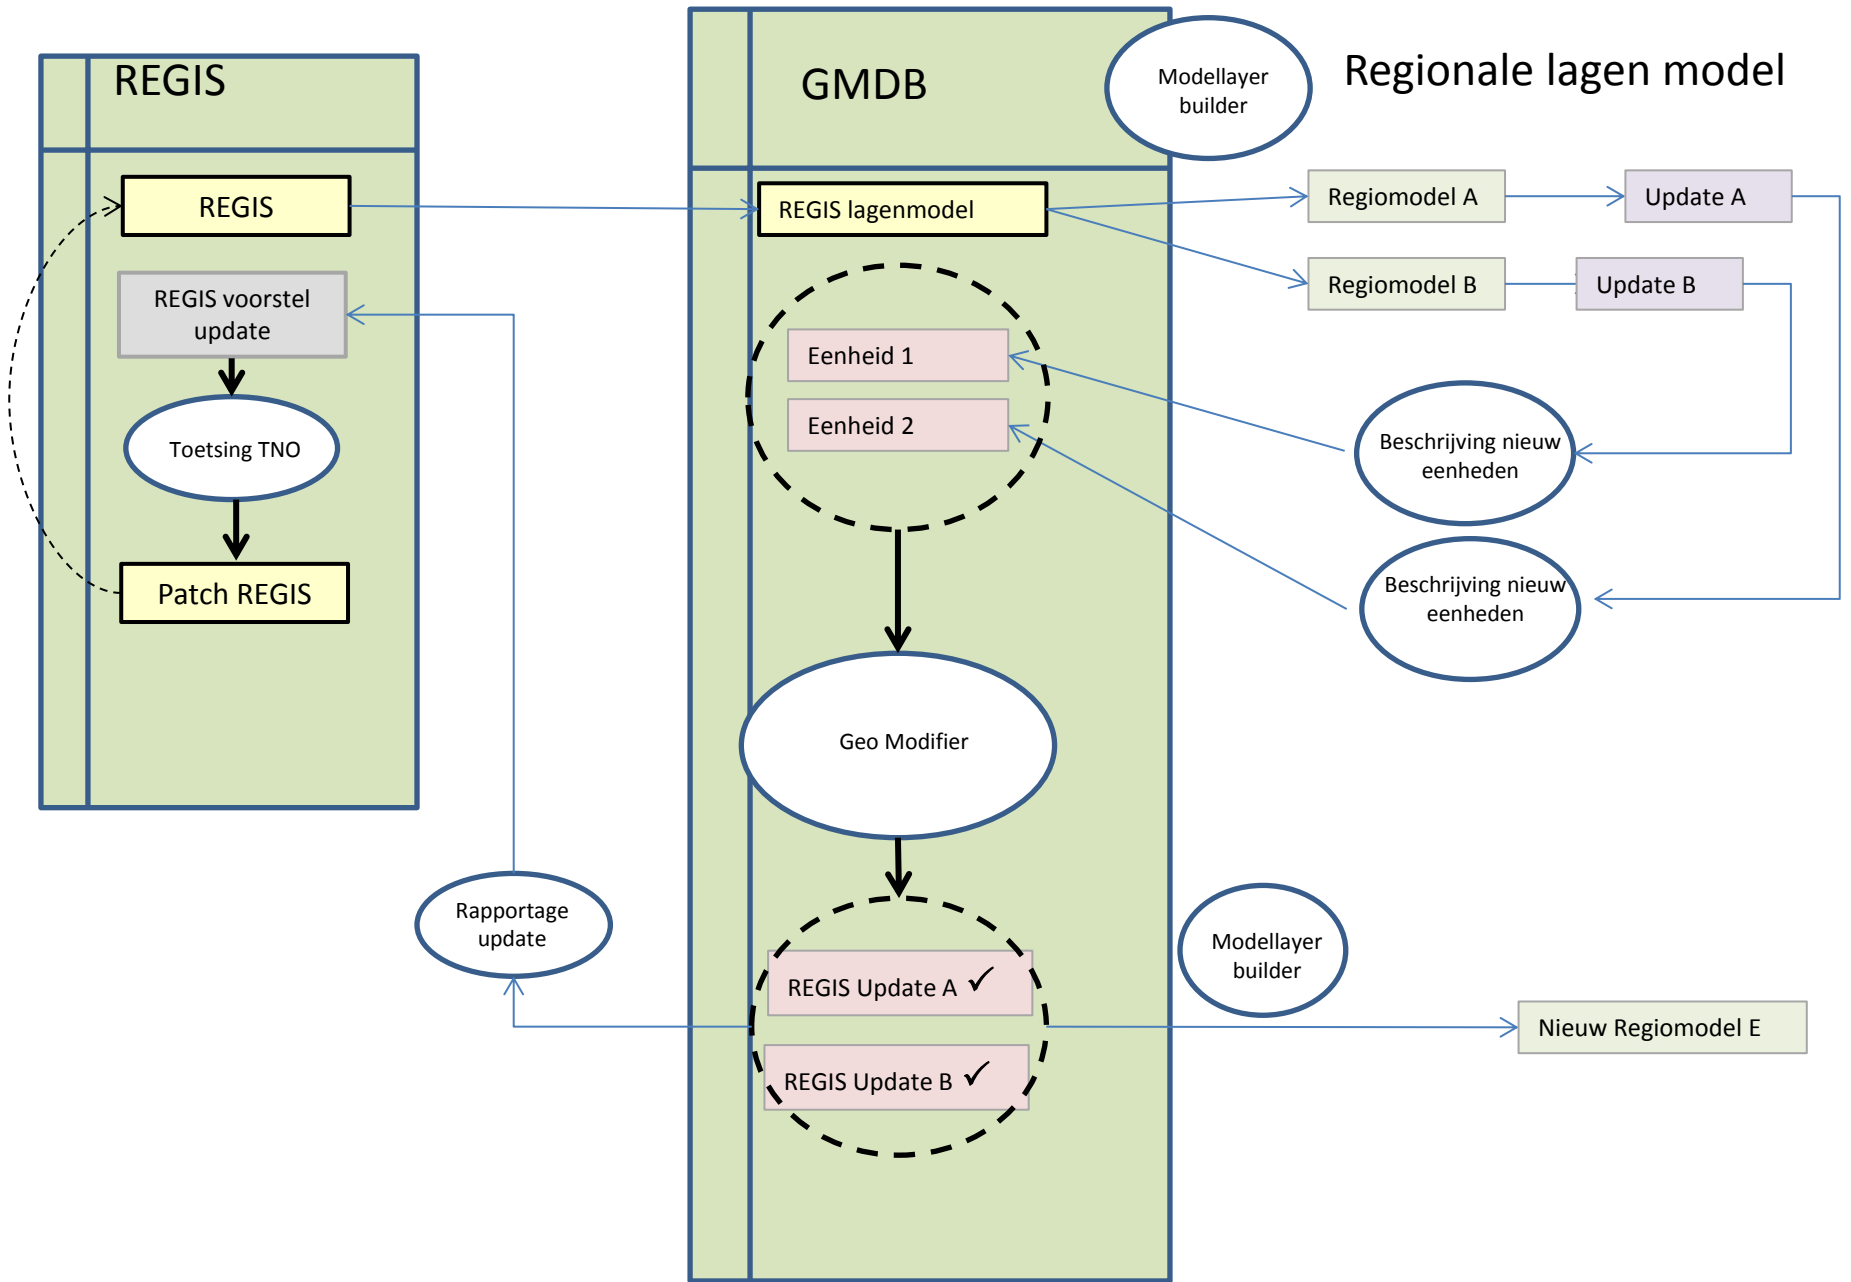 REGIS
GMDB
Modellayer
builder
Regionale lagen model
REGIS
REGIS lagenmodel
Regiomodel A
Update A
REGIS voorstel
update
Regiomodel B
Update B
Eenheid 1
Eenheid 2
Toetsing TNO
Beschrijving nieuw
eenheden
Patch REGIS
Beschrijving nieuw
eenheden
Geo Modifier
Rapportage
update
Modellayer
builder
REGIS Update A ✓
REGIS Update B ✓
Nieuw Regiomodel E